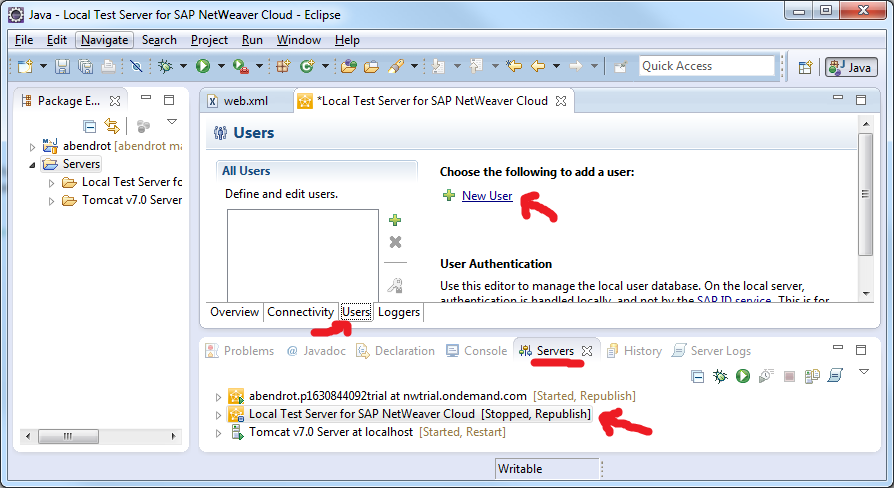 Java - Local Test Server for SAP NetWeaver Cloud - Eclipse
File Edit Navigate Search Project Run Window Help
Quick Access
Java
Package E...
abendrot [abendrot ma
Servers
Local Test Server fo
Tomcat v7.0 Server
web.xml
*Local Test Server for SAP NetWeaver Cloud
Users
All Users
Define and edit users.
Choose the following to add a user:
New User
User Authentication
Use this editor to manage the local user database. On the local server,
authentication is handled locally, and not by the SAP ID service. This is for
Overview Connectivity Users Loggers
Problems @ Javadoc Declaration Console Servers History Server Logs
abendrot.p1630844092trial at nwtrial.ondemand.com [Started, Republish]
Local Test Server for SAP NetWeaver Cloud [Stopped, Republish]
Tomcat v7.0 Server at localhost [Started, Restart]
Writable